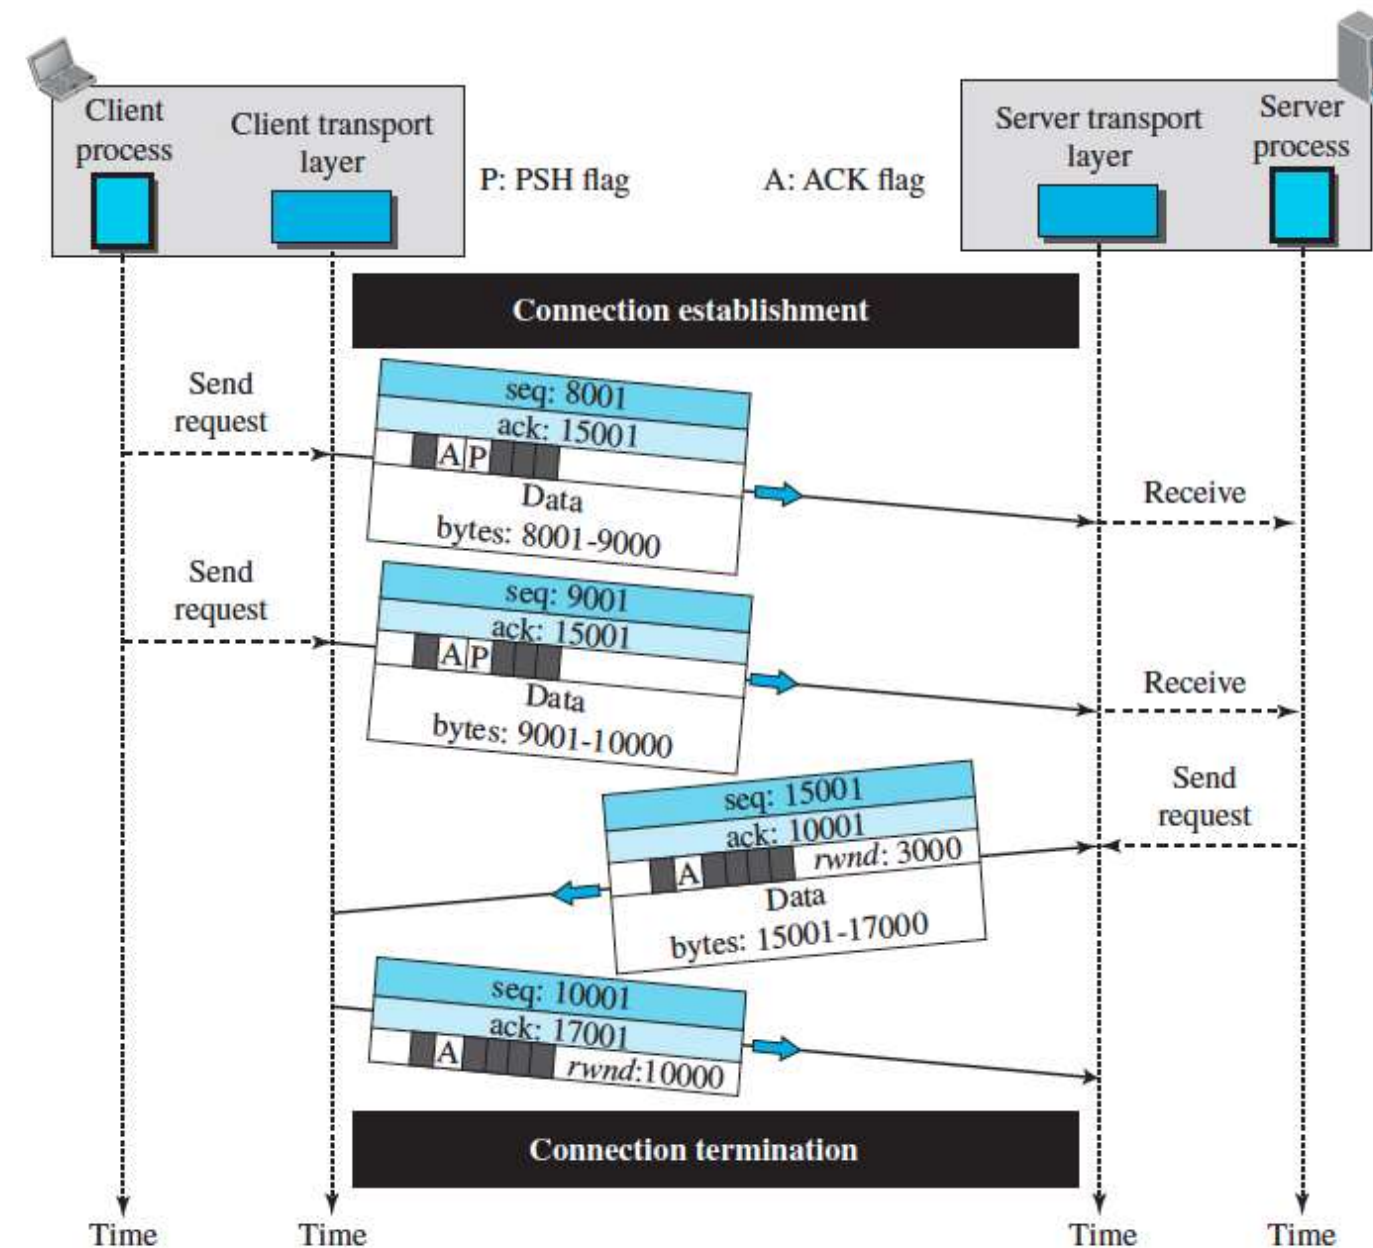 Client
process
Client transport
layer
P: PSH flag
A: ACK flag
Server transport
layer
Server
process
Connection establishment
Send
request
seq: 8001
ack: 15001
A P
Data
bytes: 8001-9000
Receive
Send
request
seq: 9001
ack: 15001
A P
Data
bytes: 9001-10000
Receive
Send
request
seq: 15001
ack: 10001
A rwnd: 3000
Data
bytes: 15001-17000
seq: 10001
ack: 17001
A rwnd:10000
Connection termination
Time
Time
Time
Time